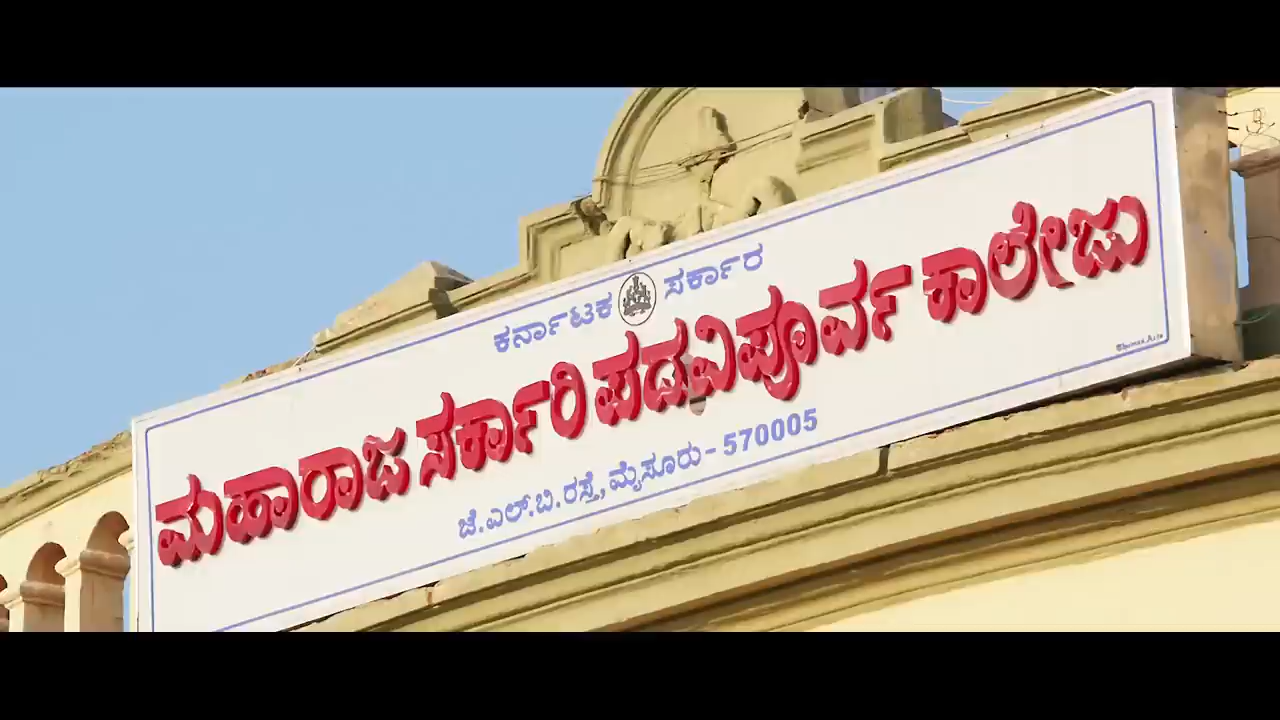 ಕರ್ನಾಟಕ ಸರ್ಕಾರ
ಮಹಾರಾಜ ಸರ್ಕಾರಿ ಪದವಿಪೂರ್ವ ಕಾಲೇಜು
ಜೆ.ಎಲ್.ಬಿ.ರಸ್ತೆ, ಮೈಸೂರು - 570005